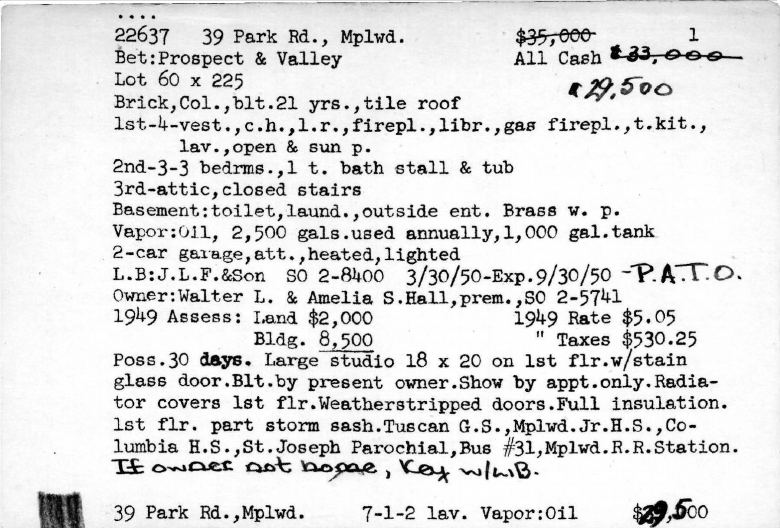 22637 39 Park Rd., Mplwd. $35,000 1
Bet:Prospect & Valley All Cash $33,000
Lot 60 x 225 $29,500
Brick,Col.,blt.21 yrs.,tile roof
1st-4-vest.,c.h.,l.r.,firepl.,libr.,gas firepl.,t.kit.,
lav.,open & sun p.
2nd-3-3 bedrms.,1 t. bath stall & tub
3rd-attic,closed stairs
Basement:toilet,laund.,outside ent. Brass w. p.
Vapor:Oil, 2,500 gals.used annually,1,000 gal.tank
2-car garage,att.,heated,lighted
L.B:J.L.F.&Son SO 2-8400 3/30/50-Exp.9/30/50 -P.A.T.O.
Owner:Walter L. & Amelia S.Hall,prem.,SO 2-5741
1949 Assess: Land $2,000 1949 Rate $5.05
Bldg. 8,500 " Taxes $530.25
Poss.30 days. Large studio 18 x 20 on 1st flr.w/stain
glass door.Blt.by present owner.Show by appt.only.Radia-
tor covers 1st flr.Weatherstripped doors.Full insulation.
1st flr. part storm sash.Tuscan G.S.,Mplwd.Jr.H.S.,Co-
lumbia H.S.,St.Joseph Parochial,Bus #31,Mplwd.R.R.Station.
If owner not home, Key w/L.B.
39 Park Rd.,Mplwd. 7-1-2 lav. Vapor:Oil $29,500